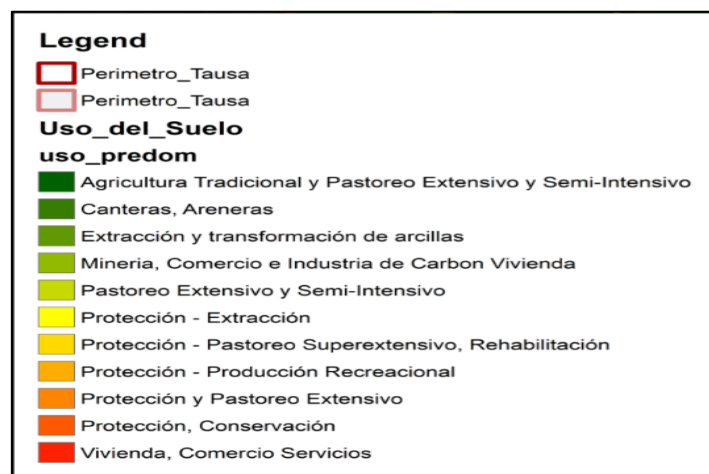 Legend
Perimetro_Tausa
Perimetro_Tausa
Uso_del_Suelo
uso_predom
Agricultura Tradicional y Pastoreo Extensivo y Semi-Intensivo
Canteras, Areneras
Extracción y transformación de arcillas
Mineria, Comercio e Industria de Carbon Vivienda
Pastoreo Extensivo y Semi-Intensivo
Protección - Extracción
Protección - Pastoreo Superextensivo, Rehabilitación
Protección - Producción Recreacional
Protección y Pastoreo Extensivo
Protección, Conservación
Vivienda, Comercio Servicios